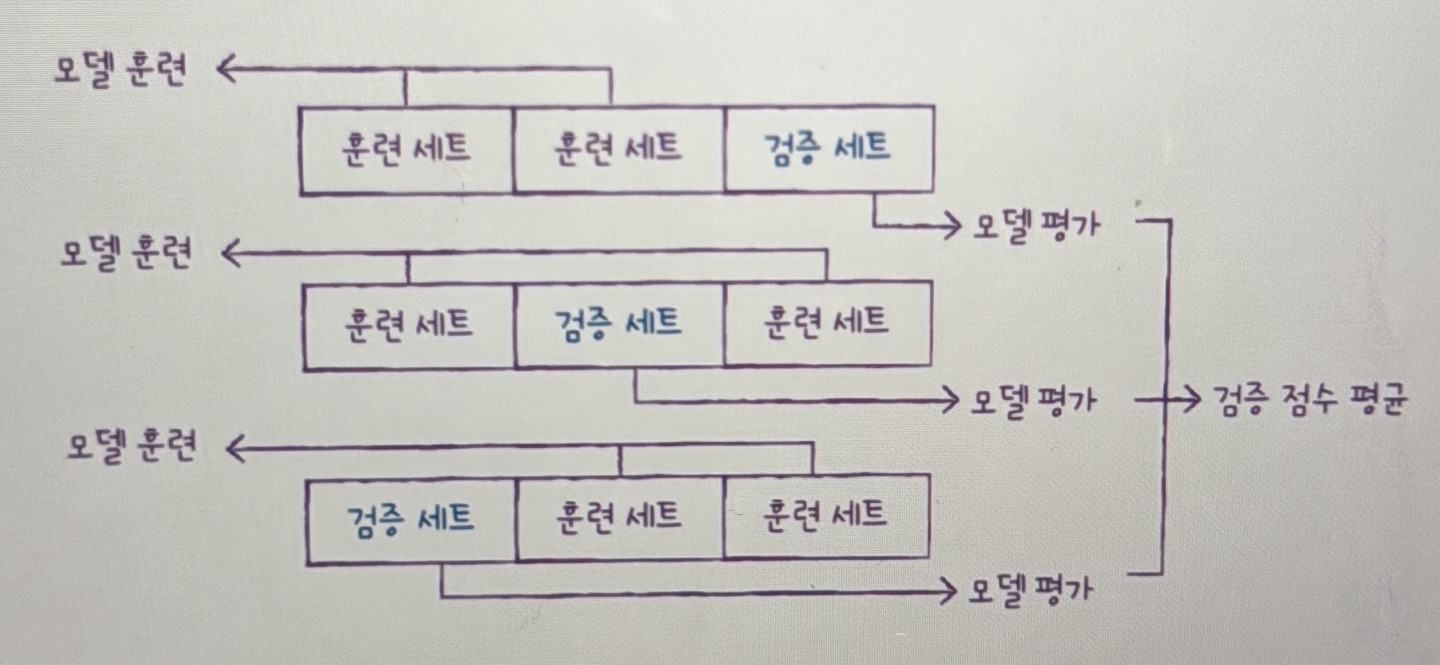 모델 훈련
훈련 세트 훈련 세트 검증 세트
모델 평가
모델 훈련
훈련 세트 검증 세트 훈련 세트
모델 평가 검증 점수 평균
모델 훈련
검증 세트 훈련 세트 훈련 세트
모델 평가